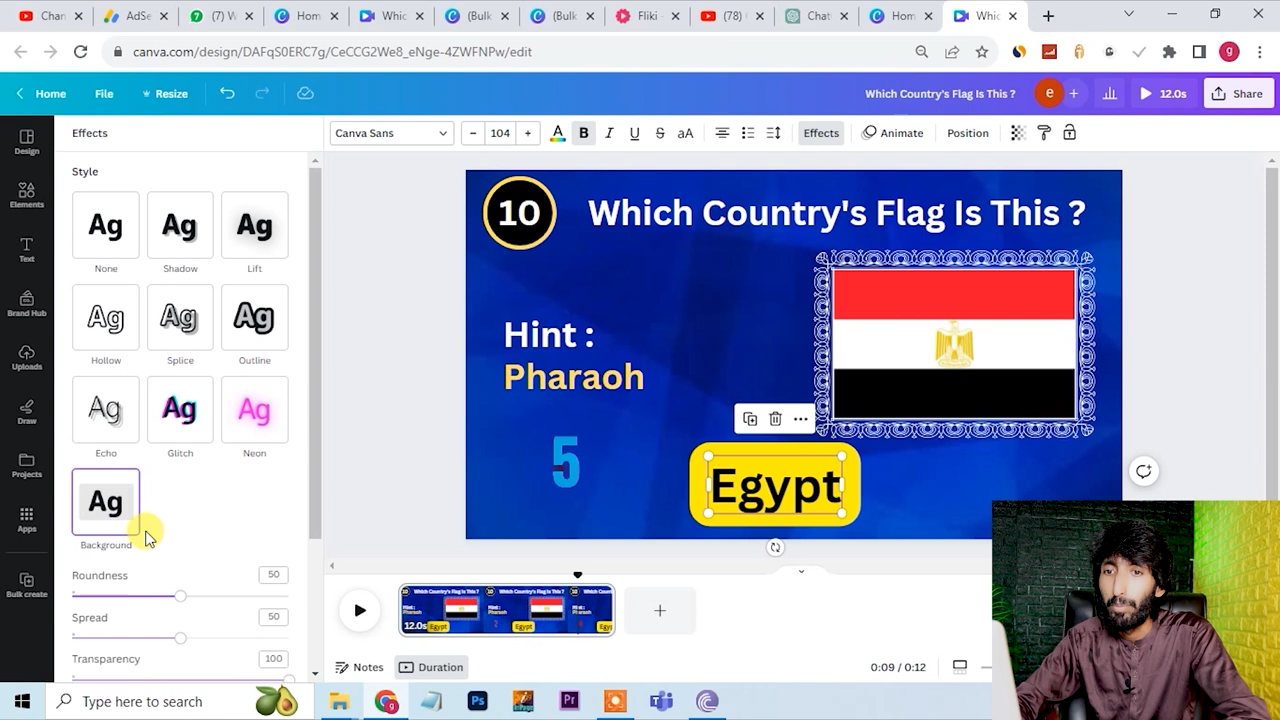 Chan
AdSe
(7) W
Hom
Whic
(Bulk
(Bulk
Fliki -
(78) (
Chat
Hom
Whic
canva.com/design/DAFqS0ERC7g/CeCCG2We8_eNge-4ZWFNPw/edit
g
Home
File
Resize
Which Country's Flag Is This ?
e
12.0s
Share
Design
Elements
Text
Brand Hub
Uploads
Draw
Projects
Apps
Bulk create
Effects
Style
Ag Ag Ag
None Shadow Lift
Ag Ag Ag
Hollow Splice Outline
Ag Ag Ag
Echo Glitch Neon
Ag
Background
Roundness 50
Spread 50
Transparency 100
Canva Sans
– 104 +
A B I U S aA
Effects
Animate
Position
10 Which Country's Flag Is This ?
Hint :
Pharaoh
5
Egypt
12.0s
Notes
Duration
0:09 / 0:12
Type here to search
Ps
Pr